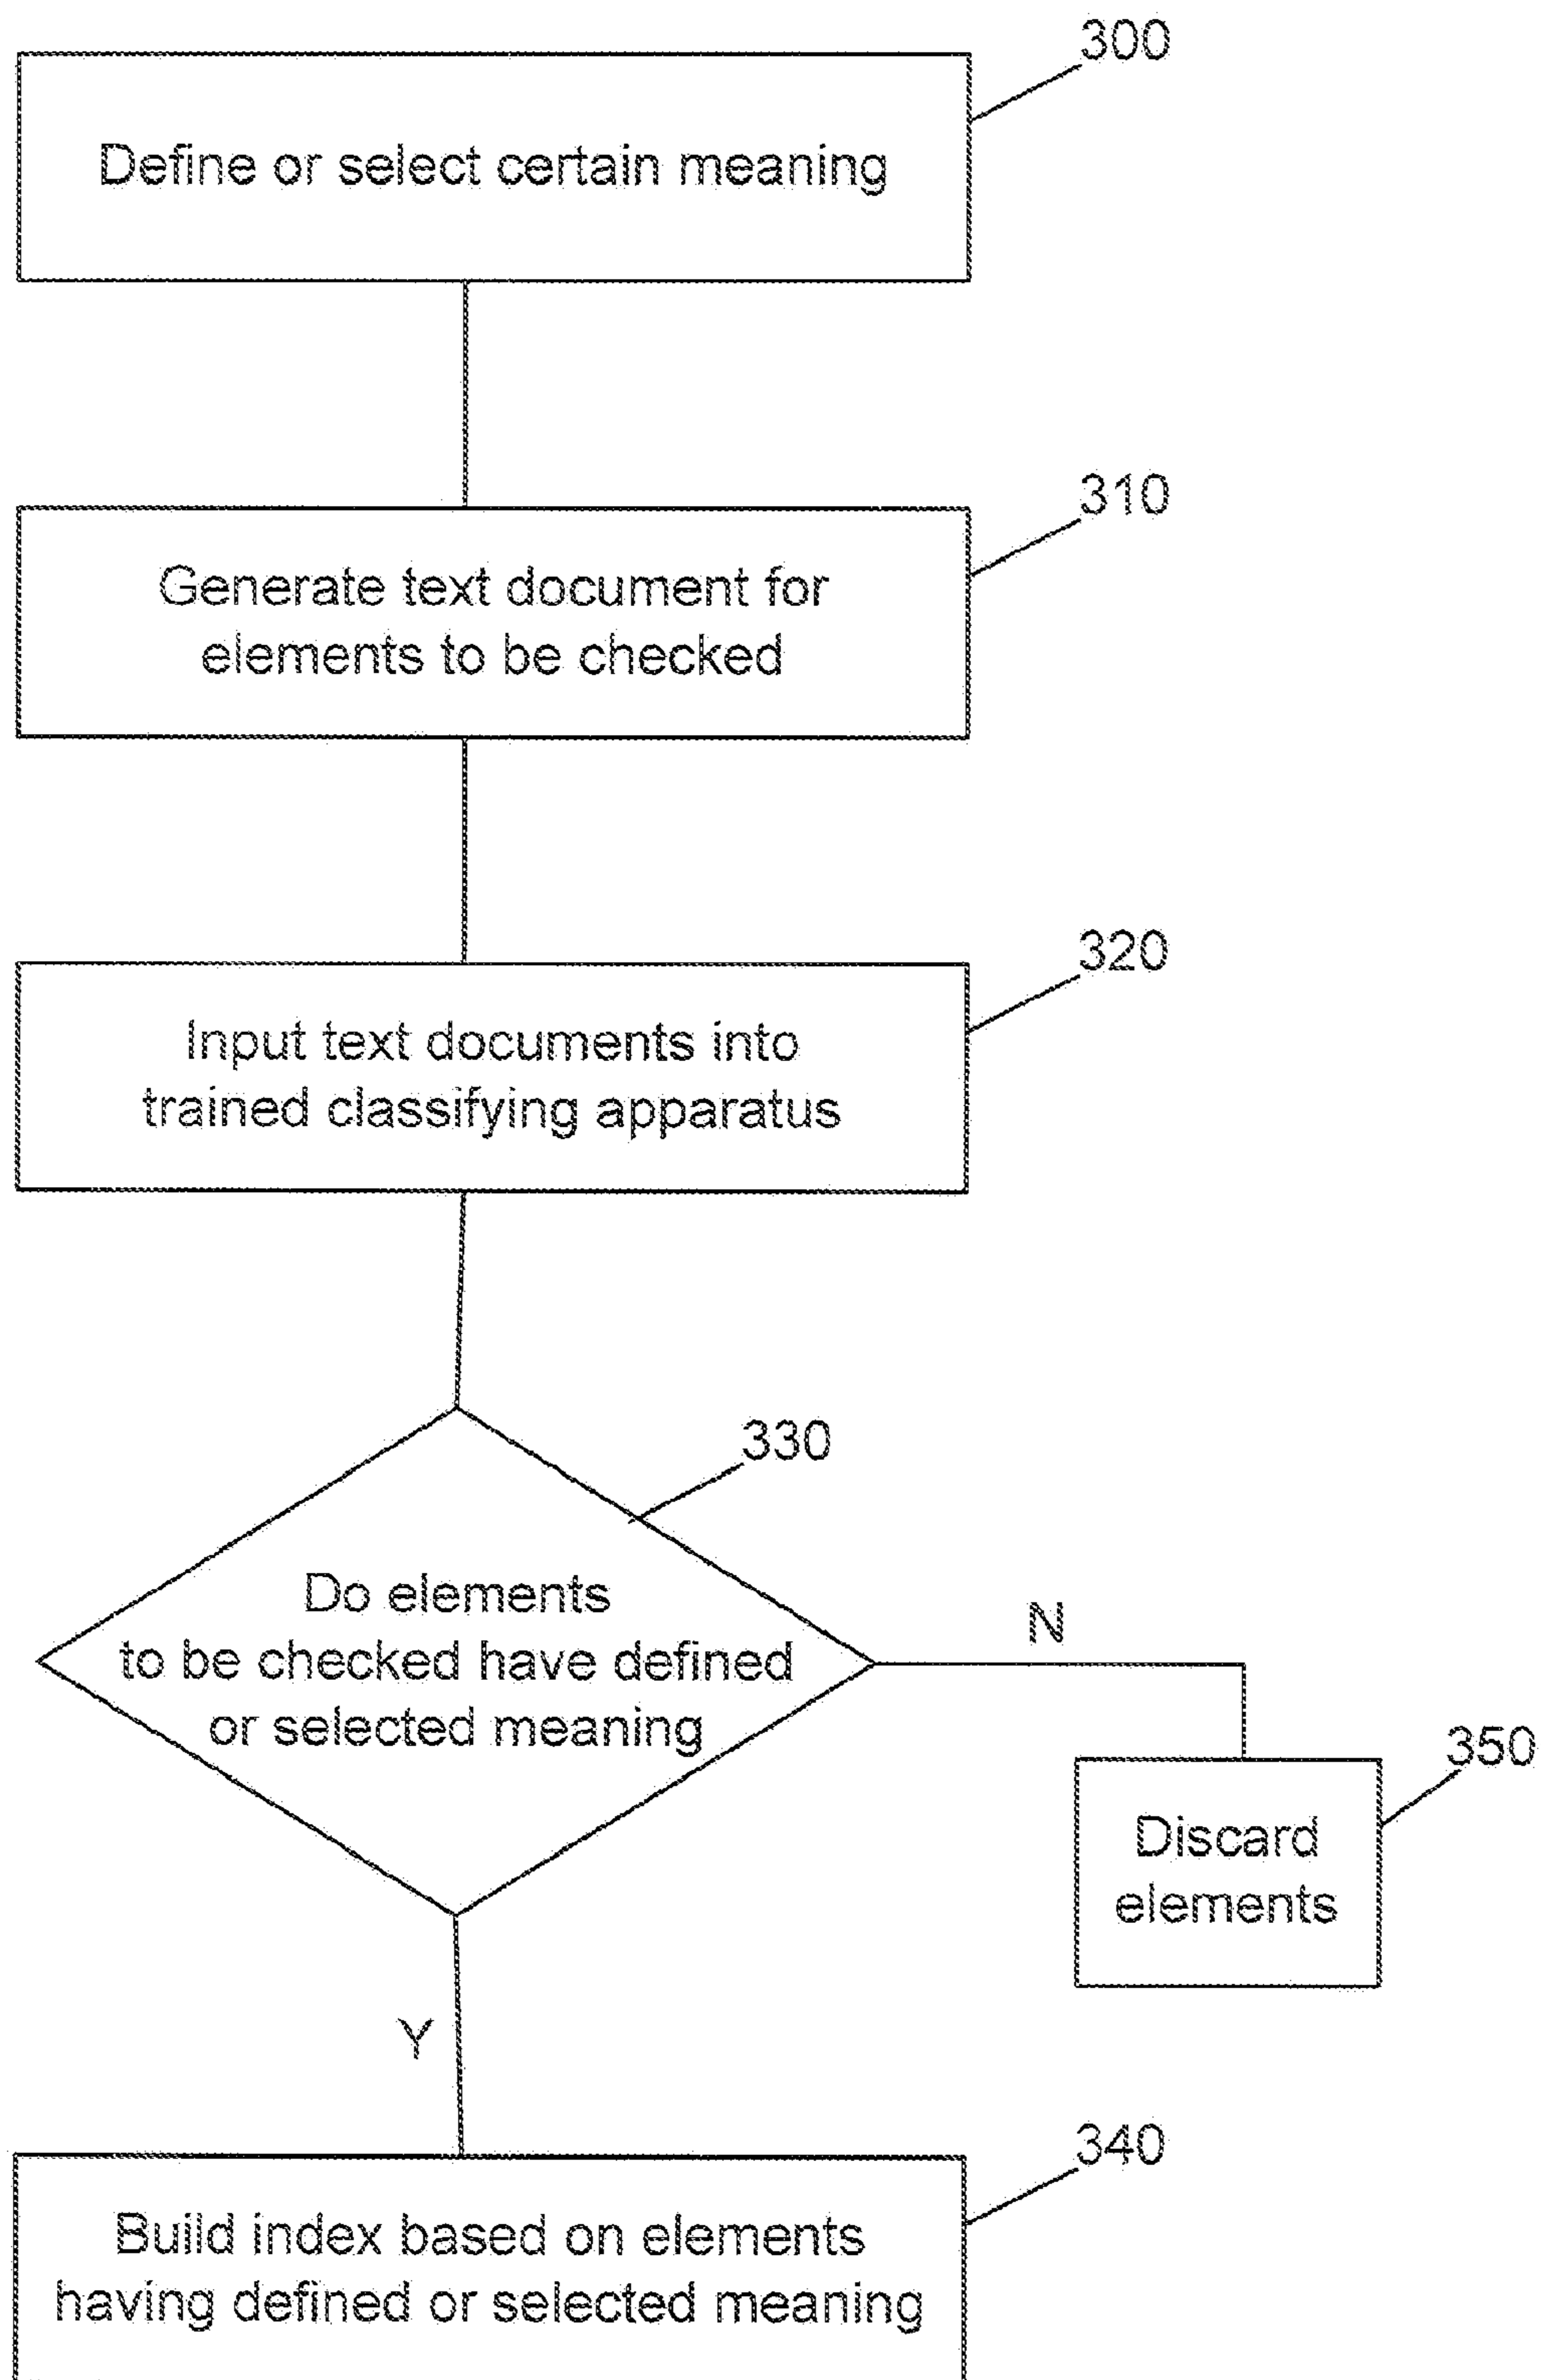 300
Define or select certain meaning
310
Generate text document for
elements to be checked
320
Input text documents into
trained classifying apparatus
330
Do elements
to be checked have defined
or selected meaning
N
350
Discard
elements
Y
340
Build index based on elements
having defined or selected meaning